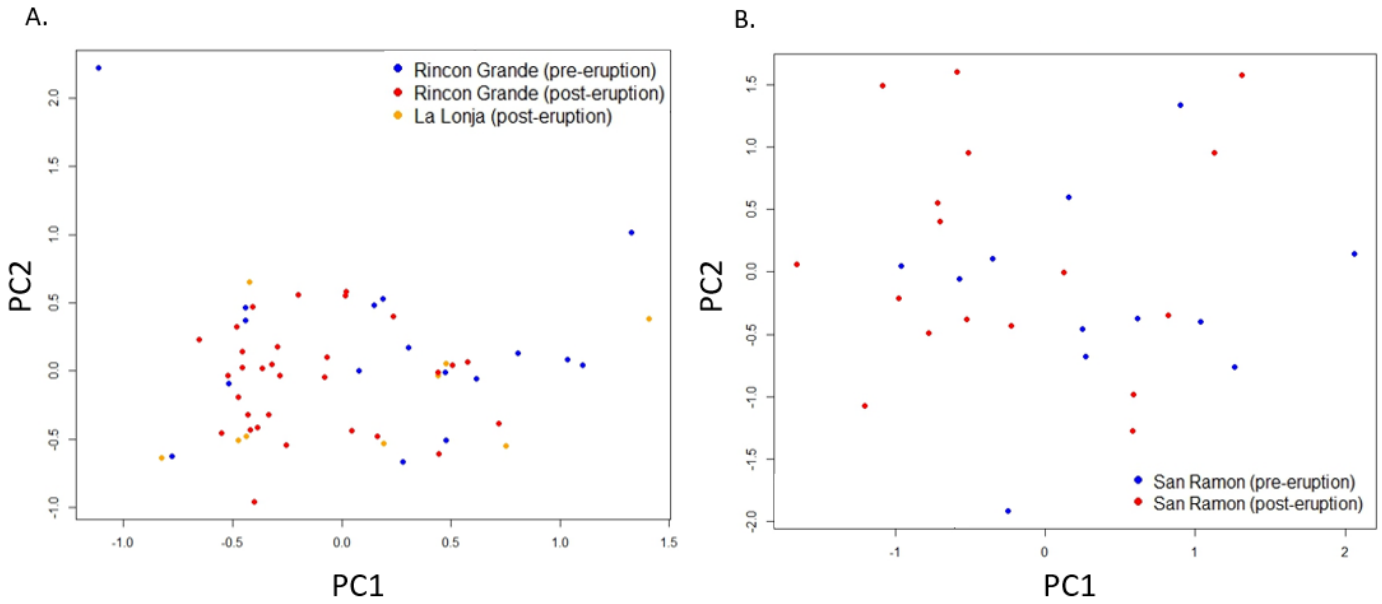 A.
Rincon Grande (pre-eruption)
Rincon Grande (post-eruption)
La Lonja (post-eruption)
PC2
2.0
1.5
1.0
0.5
0.0
-0.5
-1.0
-1.0
-0.5
0.0
0.5
1.0
1.5
PC1
B.
PC2
1.5
1.0
0.5
0.0
-0.5
-1.0
-1.5
-2.0
San Ramon (pre-eruption)
San Ramon (post-eruption)
-1
0
1
2
PC1